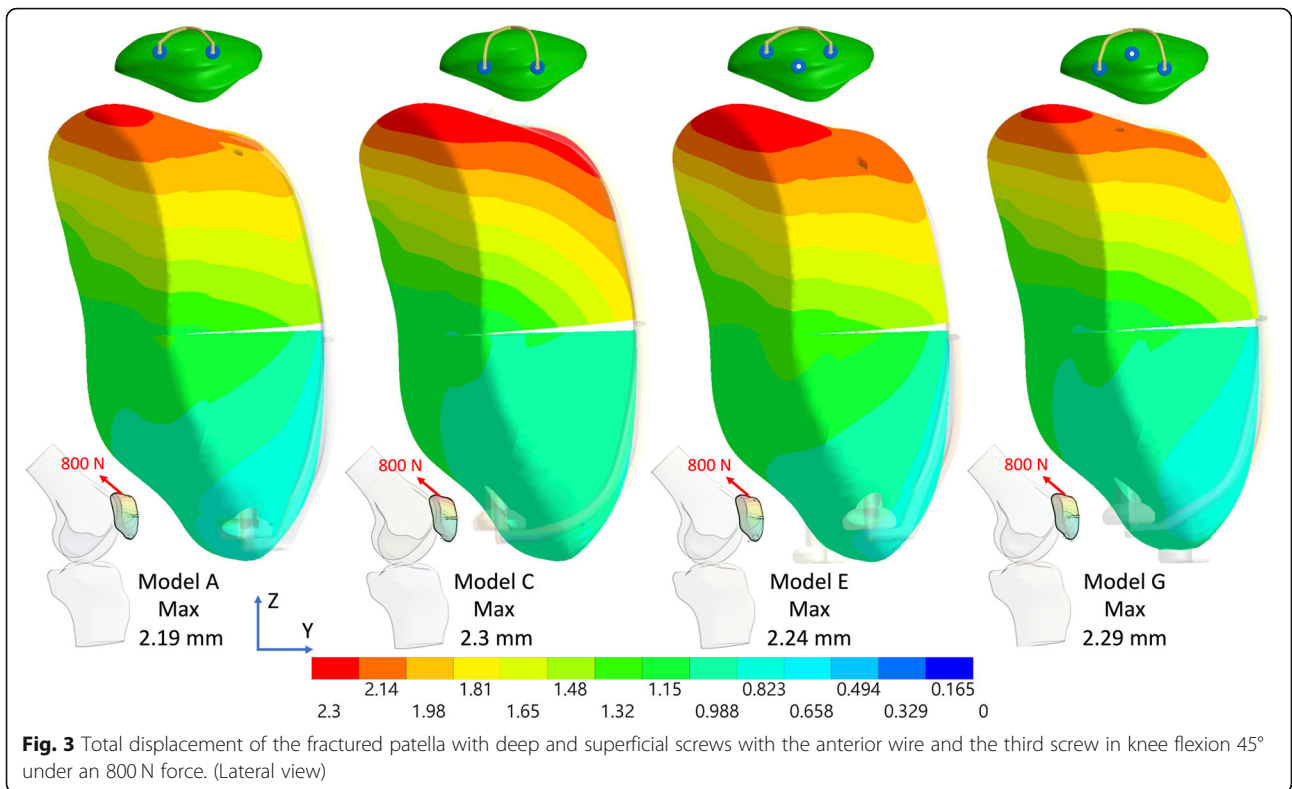 800 N
800 N
800 N
800 N
Model A
Max
2.19 mm
Model C
Max
2.3 mm
Model E
Max
2.24 mm
Model G
Max
2.29 mm
Z
Y
2.14 1.81 1.48 1.15 0.823 0.494 0.165
2.3 1.98 1.65 1.32 0.988 0.658 0.329 0
Fig. 3 Total displacement of the fractured patella with deep and superficial screws with the anterior wire and the third screw in knee flexion 45°
under an 800 N force. (Lateral view)